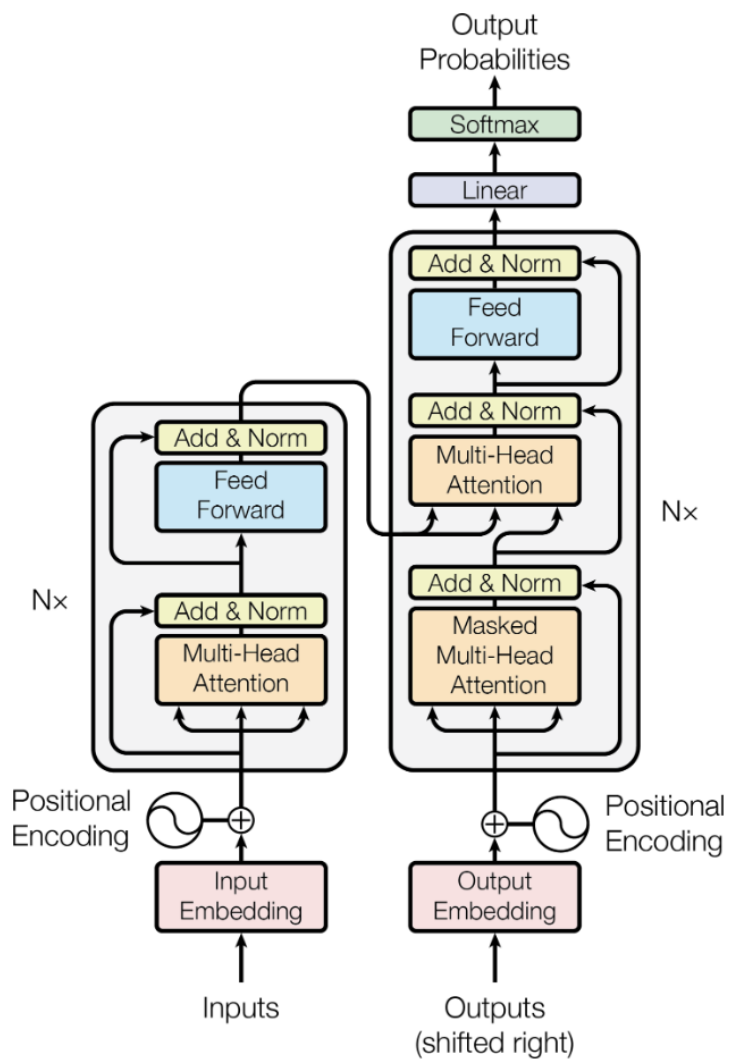 Output
Probabilities
Softmax
Linear
Add & Norm
Feed
Forward
Add & Norm
Multi-Head
Attention
Add & Norm
Masked
Multi-Head
Attention
N×
Add & Norm
Feed
Forward
Add & Norm
Multi-Head
Attention
N×
Positional
Encoding
Positional
Encoding
Input
Embedding
Output
Embedding
Inputs
Outputs
(shifted right)